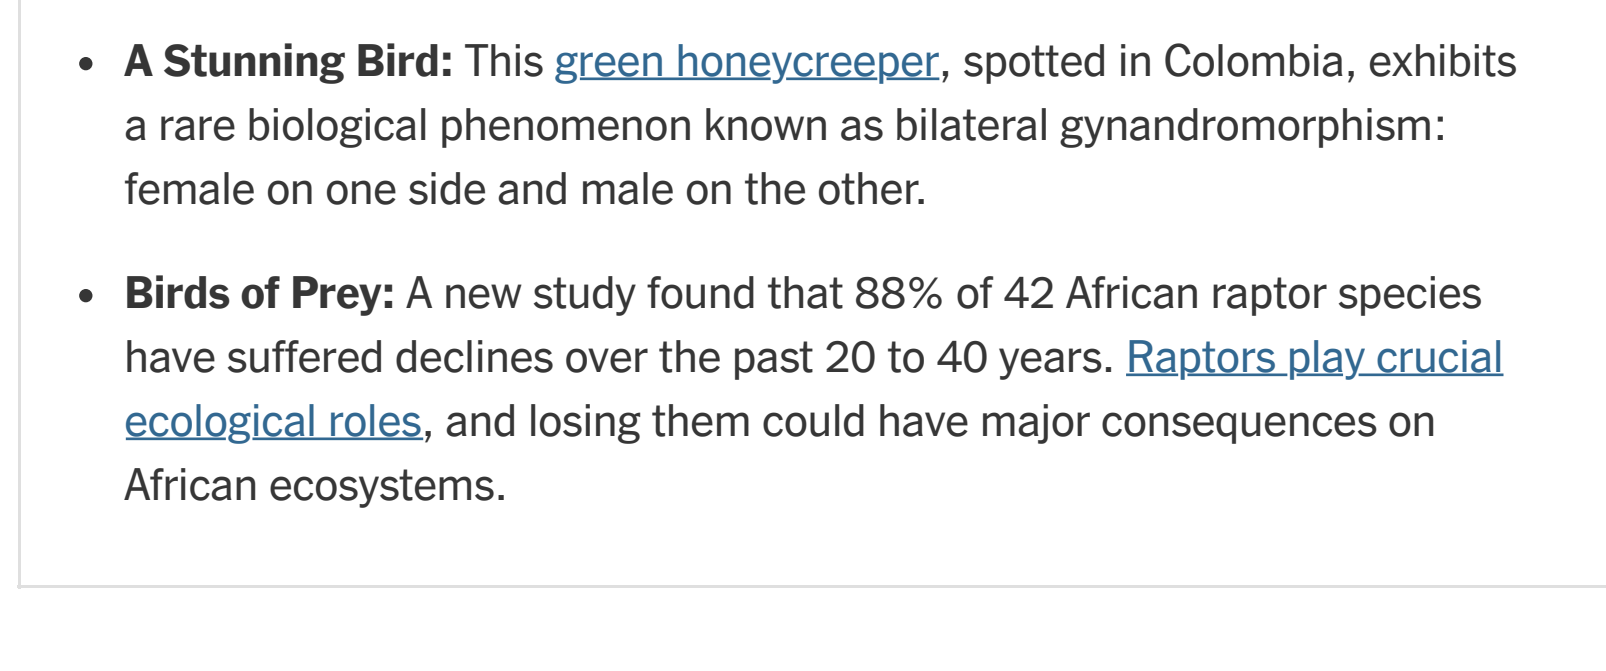 • A Stunning Bird: This green honeycreeper, spotted in Colombia, exhibits
a rare biological phenomenon known as bilateral gynandromorphism:
female on one side and male on the other.
• Birds of Prey: A new study found that 88% of 42 African raptor species
have suffered declines over the past 20 to 40 years. Raptors play crucial
ecological roles, and losing them could have major consequences on
African ecosystems.